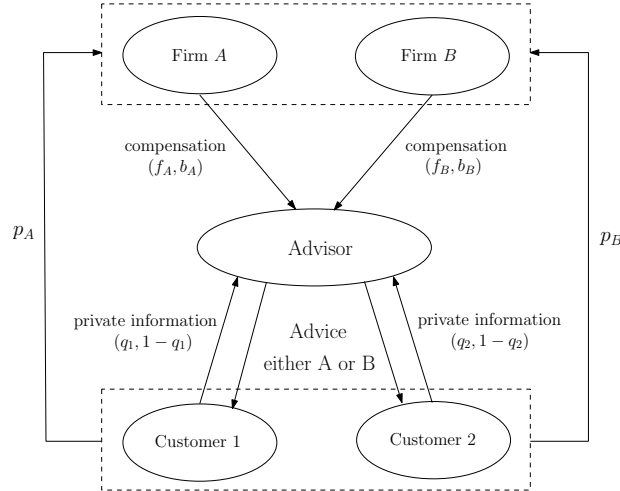 Firm A
Firm B
compensation
(f_A, b_A)
compensation
(f_B, b_B)
p_A
p_B
Advisor
private information
(q_1, 1 − q_1)
Advice
either A or B
private information
(q_2, 1 − q_2)
Customer 1
Customer 2